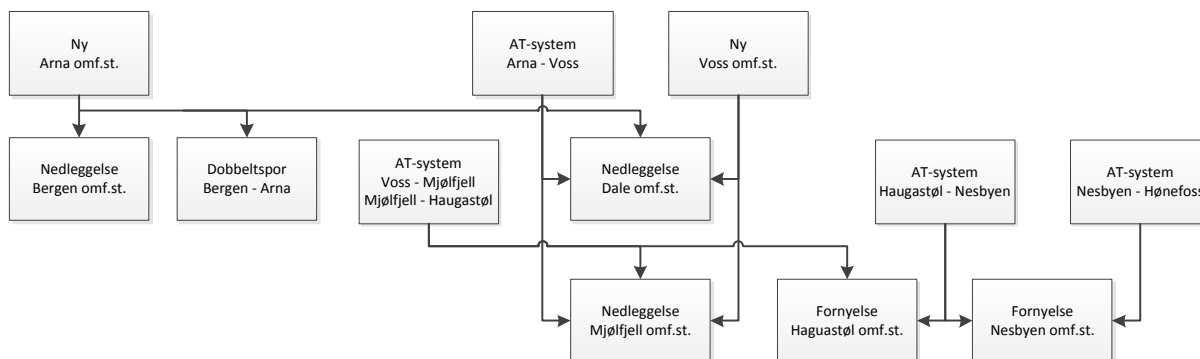 Ny
Arna omf.st.
AT-system
Arna - Voss
Ny
Voss omf.st.
Nedleggelse
Bergen omf.st.
Dobbeltspor
Bergen - Arna
AT-system
Voss - Mjølfjell
Mjølfjell - Haugastøl
Nedleggelse
Dale omf.st.
AT-system
Haugastøl - Nesbyen
AT-system
Nesbyen - Hønefoss
Nedleggelse
Mjølfjell omf.st.
Fornyelse
Haguastøl omf.st.
Fornyelse
Nesbyen omf.st.